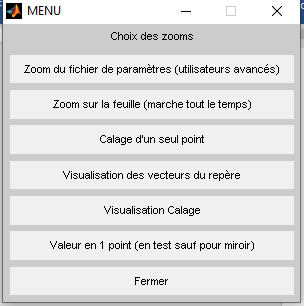 MENU
Choix des zooms
Zoom du fichier de paramètres (utilisateurs avancés)
Zoom sur la feuille (marche tout le temps)
Calage d'un seul point
Visualisation des vecteurs du repère
Visualisation Calage
Valeur en 1 point (en test sauf pour miroir)
Fermer